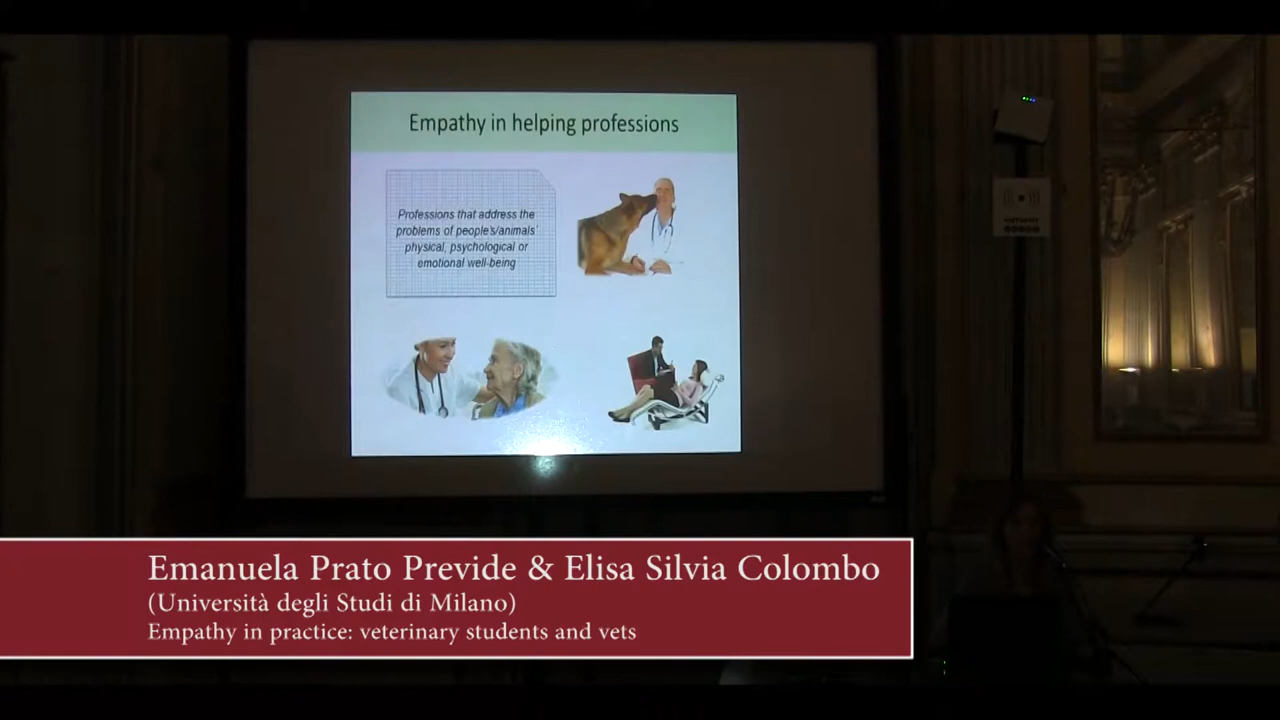 Empathy in helping professions
Professions that address the
problems of people's/animals'
physical, psychological or
emotional well-being
Emanuela Prato Previde & Elisa Silvia Colombo
(Università degli Studi di Milano)
Empathy in practice: veterinary students and vets